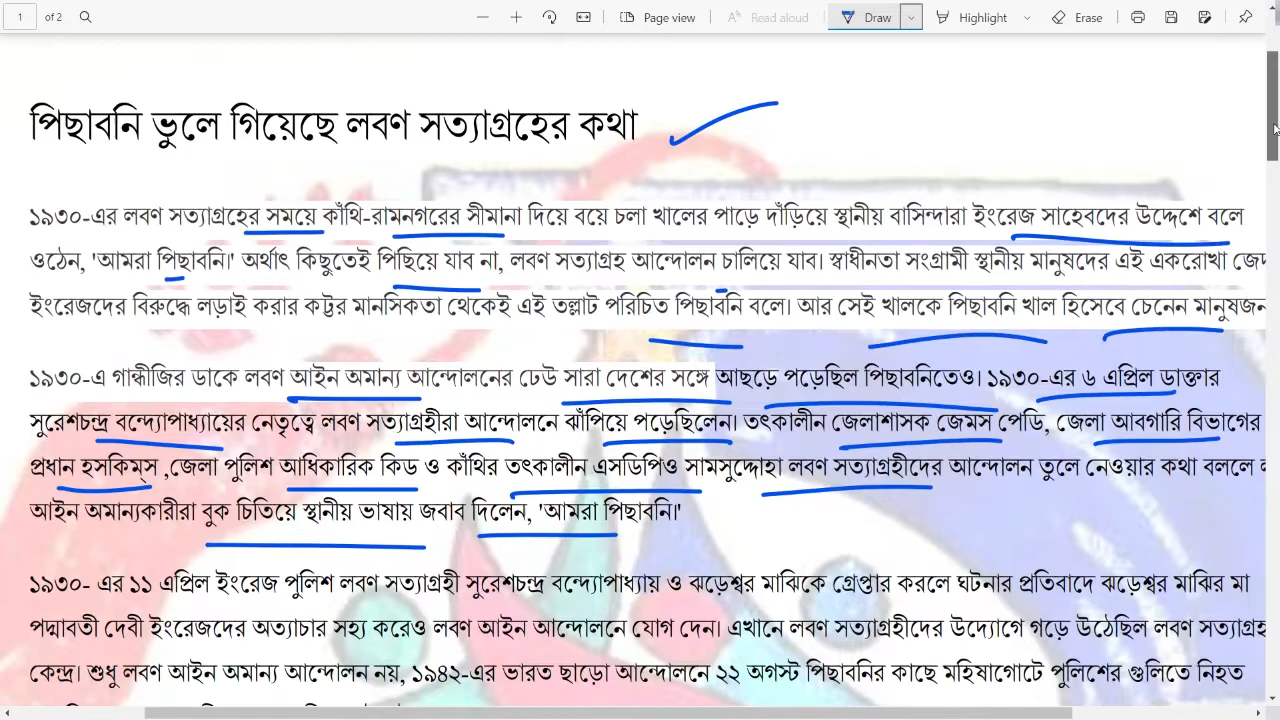 1 of 2 Page view Read aloud Draw Highlight Erase
পিছাবনি ভুলে গিয়েছে লবণ সত্যাগ্রহের কথা
১৯৩০-এর লবণ সত্যাগ্রহের সময়ে কাঁথি-রামনগরের সীমানা দিয়ে বয়ে চলা খালের পাড়ে দাঁড়িয়ে স্থানীয় বাসিন্দারা ইংরেজ সাহেবদের উদ্দেশে বলে
ওঠেন, 'আমরা পিছাবনি।' অর্থাৎ কিছুতেই পিছিয়ে যাব না, লবণ সত্যাগ্রহ আন্দোলন চালিয়ে যাব। স্বাধীনতা সংগ্রামী স্থানীয় মানুষদের এই একরোখা
ইংরেজদের বিরুদ্ধে লড়াই করার কট্টর মানসিকতা থেকেই এই তল্লাট পরিচিত পিছাবনি বলে। আর সেই খালকে পিছাবনি খাল হিসেবে চেনেন মানুষজন
১৯৩০-এ গান্ধীজির ডাকে লবণ আইন অমান্য আন্দোলনের ঢেউ সারা দেশের সঙ্গে আছড়ে পড়েছিল পিছাবনিতেও। ১৯৩০-এর ৬ এপ্রিল ডাক্তার
সুরেশচন্দ্র বন্দ্যোপাধ্যায়ের নেতৃত্বে লবণ সত্যাগ্রহীরা আন্দোলনে ঝাঁপিয়ে পড়েছিলেন। তৎকালীন জেলাশাসক জেমস পেডি, জেলা আবগারি বিভাগের
প্রধান হসকিম্স ,জেলা পুলিশ আধিকারিক কিড ও কাঁথির তৎকালীন এসডিপিও সামসুদ্দোহা লবণ সত্যাগ্রহীদের আন্দোলন তুলে নেওয়ার কথা বললে
আইন অমান্যকারীরা বুক চিতিয়ে স্থানীয় ভাষায় জবাব দিলেন, 'আমরা পিছাবনি।'
১৯৩০- এর ১১ এপ্রিল ইংরেজ পুলিশ লবণ সত্যাগ্রহী সুরেশচন্দ্র বন্দ্যোপাধ্যায় ও ঝড়েশ্বর মাঝিকে গ্রেপ্তার করলে ঘটনার প্রতিবাদে ঝড়েশ্বর মাঝির মা
পদ্মাবতী দেবী ইংরেজদের অত্যাচার সহ্য করেও লবণ আইন আন্দোলনে যোগ দেন। এখানে লবণ সত্যাগ্রহীদের উদ্যোগে গড়ে উঠেছিল লবণ সত্যাগ্রহ
কেন্দ্র। শুধু লবণ আইন অমান্য আন্দোলন নয়, ১৯৪২-এর ভারত ছাড়ো আন্দোলনে ২২ অগস্ট পিছাবনির কাছে মহিষাগোটে পুলিশের গুলিতে নিহত